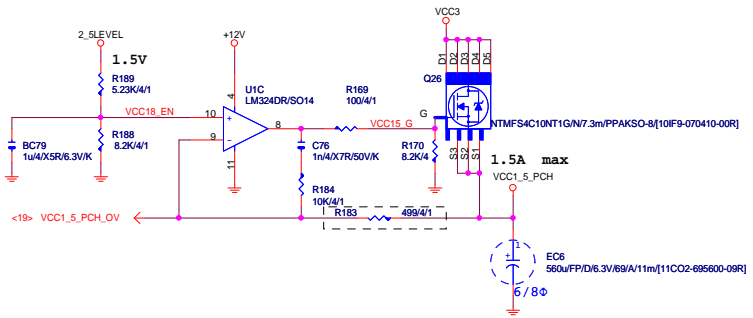 VCC3
2_5LEVEL
+12V
1.5V
D1
D2
D3
D4
D5
R189
5.23K/4/1
Q26
U1C
LM324DR/SO14
R169
100/4/1
4
VCC18_EN
10
+
8
VCC15_G
G
NTMFS4C10NT1G/N/7.3m/PPAKSO-8/[10IF9-070410-00R]
BC79
1u/4/X5R/6.3V/K
R188
8.2K/4/1
9
-
11
C76
1n/4/X7R/50V/K
R170
8.2K/4
S3
S2
S1
1.5A max
VCC1_5_PCH
R184
10K/4/1
<19> VCC1_5_PCH_OV
R183
499/4/1
1
+
EC6
560u/FP/D/6.3V/69/A/11m/[11CO2-695600-09R]
6/8Φ